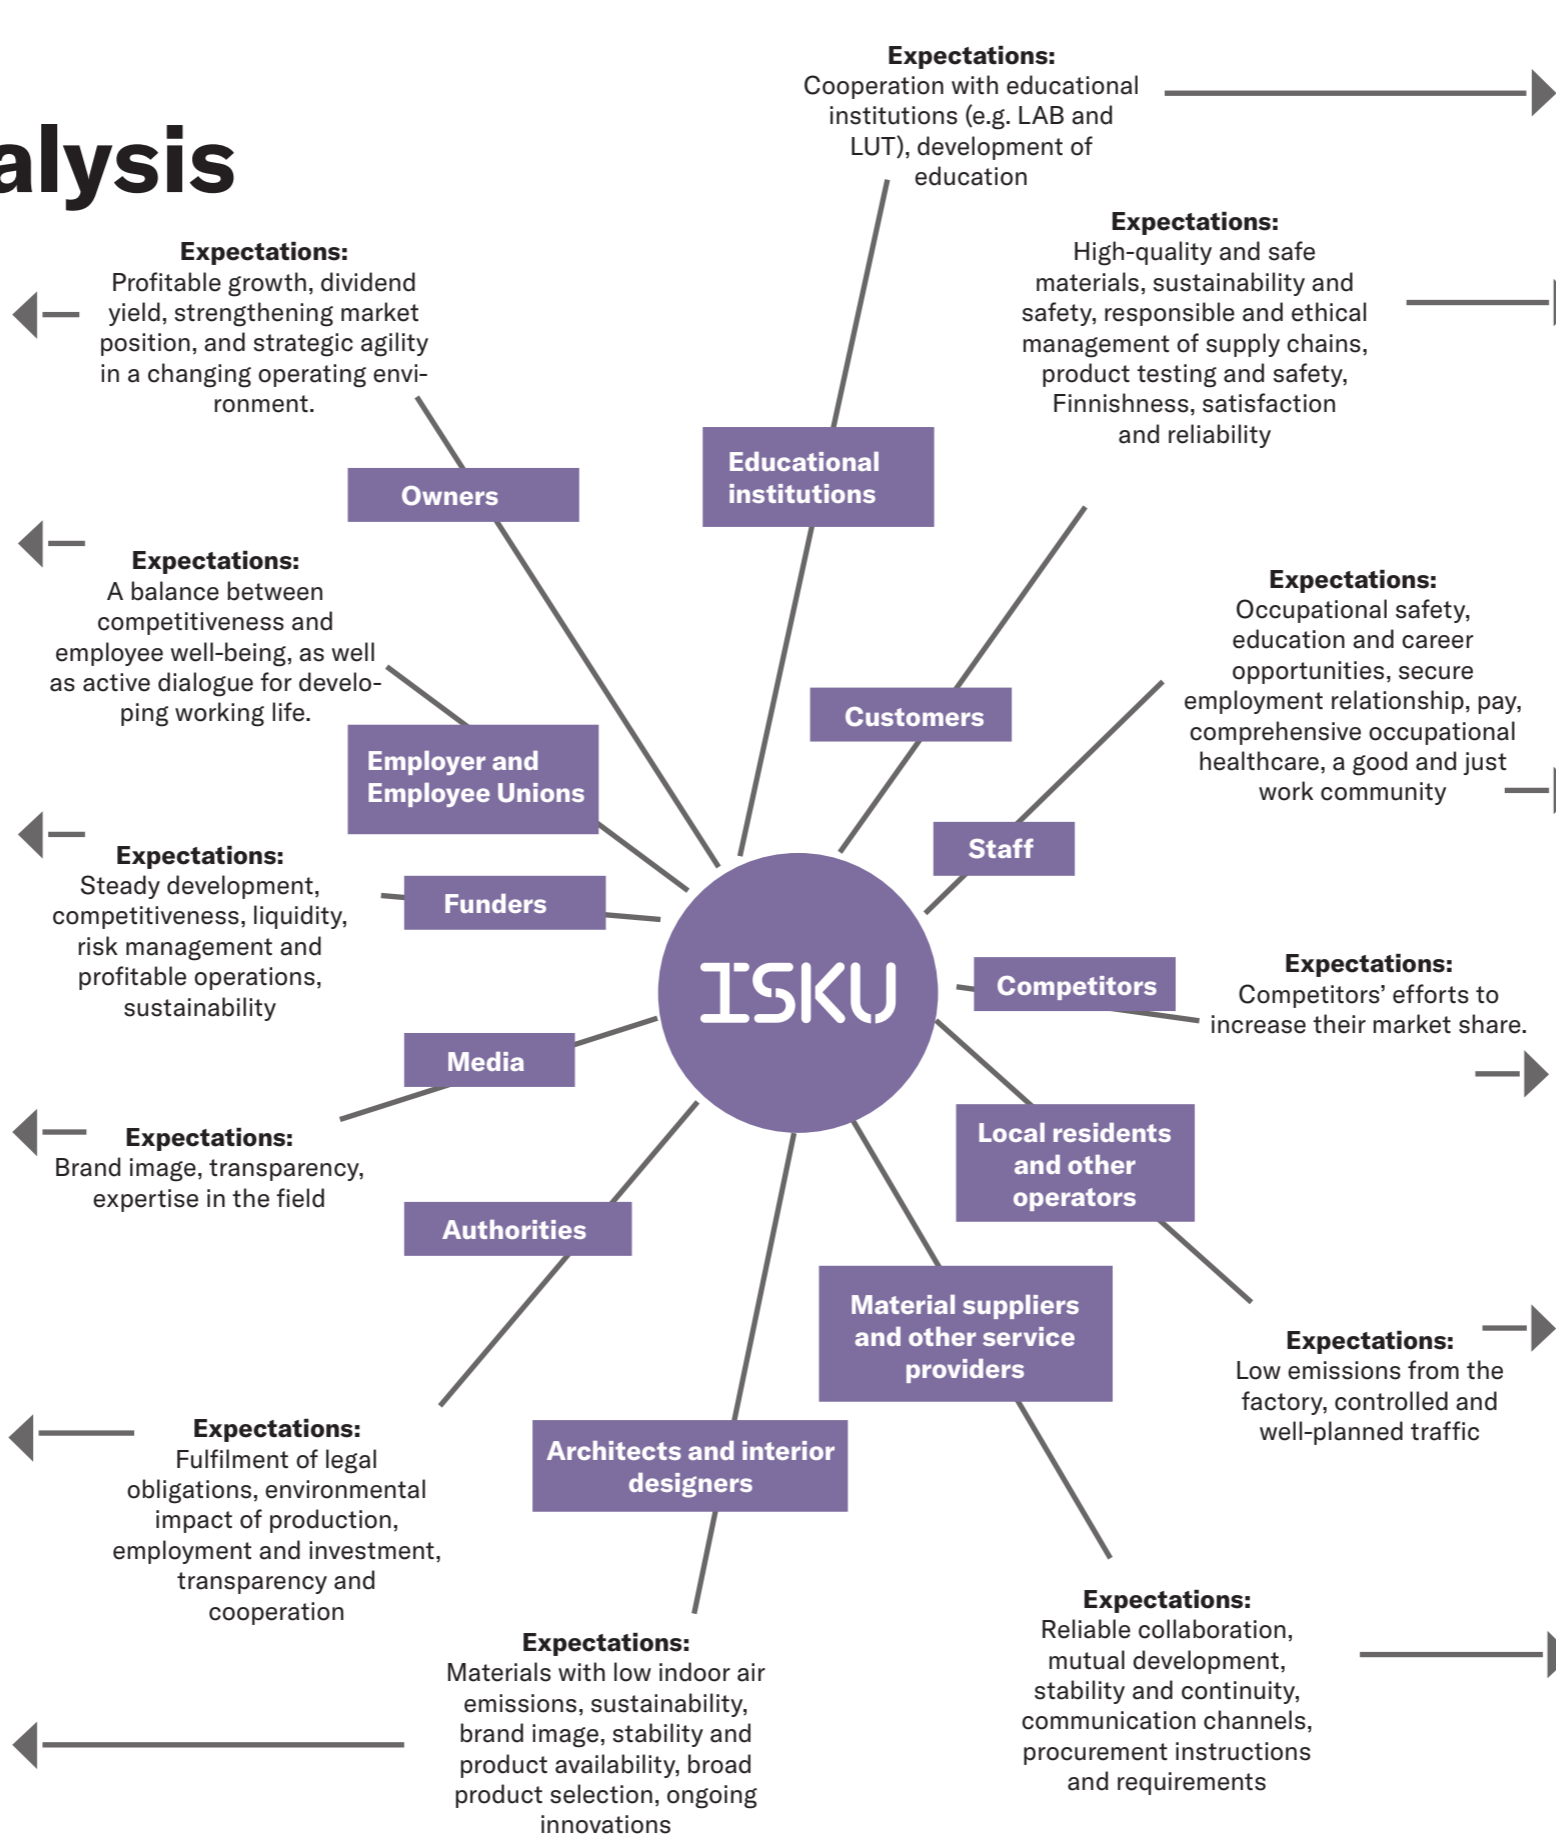 alysis
Expectations:
Cooperation with educational
institutions (e.g. LAB and
LUT), development of
education
Expectations:
Profitable growth, dividend
yield, strengthening market
position, and strategic agility
in a changing operating envi-
ronment.
Expectations:
High-quality and safe
materials, sustainability and
safety, responsible and ethical
management of supply chains,
product testing and safety,
Finnishness, satisfaction
and reliability
Owners
Educational
institutions
Expectations:
A balance between
competitiveness and
employee well-being, as well
as active dialogue for develo-
ping working life.
Expectations:
Occupational safety,
education and career
opportunities, secure
employment relationship, pay,
comprehensive occupational
healthcare, a good and just
work community
Customers
Employer and
Employee Unions
Staff
Expectations:
Steady development,
competitiveness, liquidity,
risk management and
profitable operations,
sustainability
Funders
ISKU
Competitors
Expectations:
Competitors’ efforts to
increase their market share.
Media
Expectations:
Brand image, transparency,
expertise in the field
Local residents
and other
operators
Authorities
Material suppliers
and other service
providers
Expectations:
Low emissions from the
factory, controlled and
well-planned traffic
Expectations:
Fulfilment of legal
obligations, environmental
impact of production,
employment and investment,
transparency and
cooperation
Architects and interior
designers
Expectations:
Materials with low indoor air
emissions, sustainability,
brand image, stability and
product availability, broad
product selection, ongoing
innovations
Expectations:
Reliable collaboration,
mutual development,
stability and continuity,
communication channels,
procurement instructions
and requirements